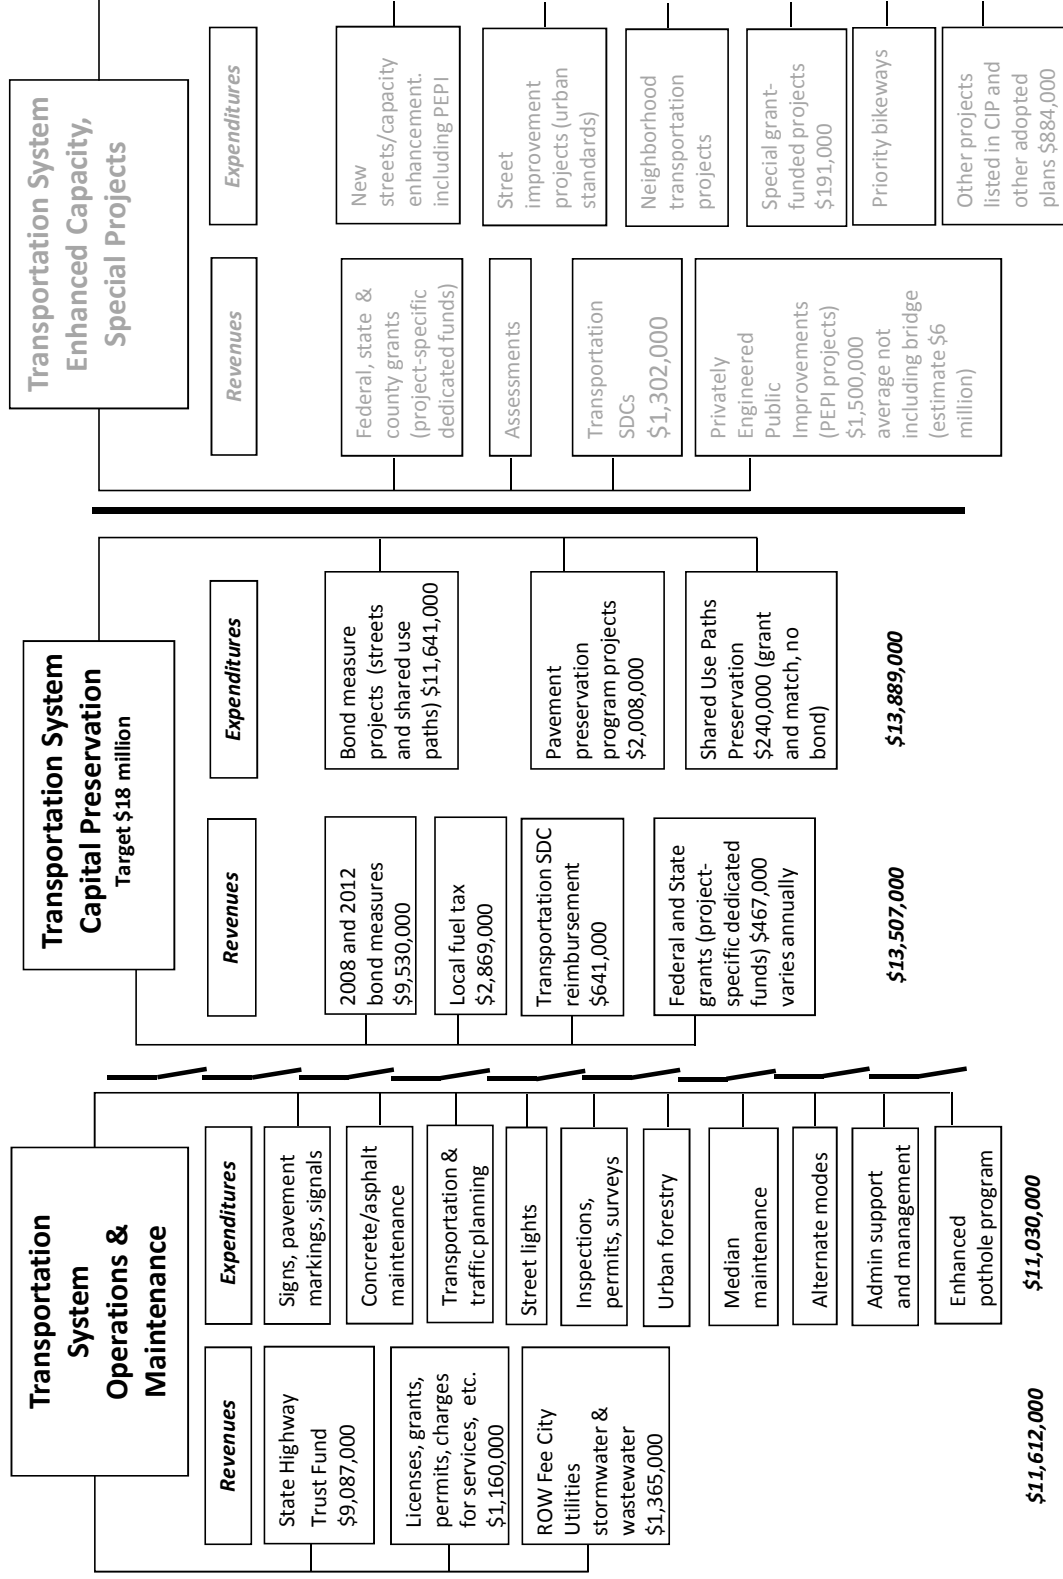 Transportation
System
Operations &
Maintenance
Revenues
State Highway
Trust Fund
$9,087,000
Licenses, grants,
permits, charges
for services, etc.
$1,160,000
ROW Fee City
Utilities
stormwater &
wastewater
$1,365,000
$11,612,000
Expenditures
Signs, pavement
markings, signals
Concrete/asphalt
maintenance
Transportation &
traffic planning
Street lights
Inspections,
permits, surveys
Urban forestry
Median
maintenance
Alternate modes
Admin support
and management
Enhanced
pothole program
$11,030,000
Transportation System
Capital Preservation
Target $18 million
Revenues
2008 and 2012
bond measures
$9,530,000
Local fuel tax
$2,869,000
Transportation SDC
reimbursement
$641,000
Federal and State
grants (project-
specific dedicated
funds) $467,000
varies annually
$13,507,000
Expenditures
Bond measure
projects (streets
and shared use
paths) $11,641,000
Pavement
preservation
program projects
$2,008,000
Shared Use Paths
Preservation
$240,000 (grant
and match, no
bond)
$13,889,000
Transportation System
Enhanced Capacity,
Special Projects
Revenues
Federal, state &
county grants
(project-specific
dedicated funds)
Assessments
Transportation
SDCs
$1,302,000
Privately
Engineered
Public
Improvements
(PEPI projects)
$1,500,000
average not
including bridge
(estimate $6
million)
Expenditures
New
streets/capacity
enhancement.
including PEPI
Street
improvement
projects (urban
standards)
Neighborhood
transportation
projects
Special grant-
funded projects
$191,000
Priority bikeways
Other projects
listed in CIP and
other adopted
plans $884,000